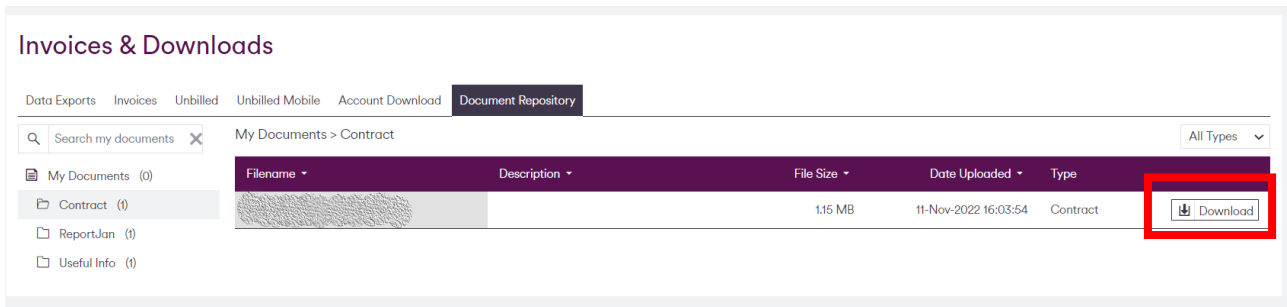 Invoices & Downloads
Data Exports Invoices Unbilled Unbilled Mobile Account Download Document Repository
Search my documents
My Documents > Contract
All Types
My Documents (0)
Contract (1)
ReportJan (1)
Useful Info (1)
Filename Description File Size Date Uploaded Type
1.15 MB 11-Nov-2022 16:03:54 Contract Download